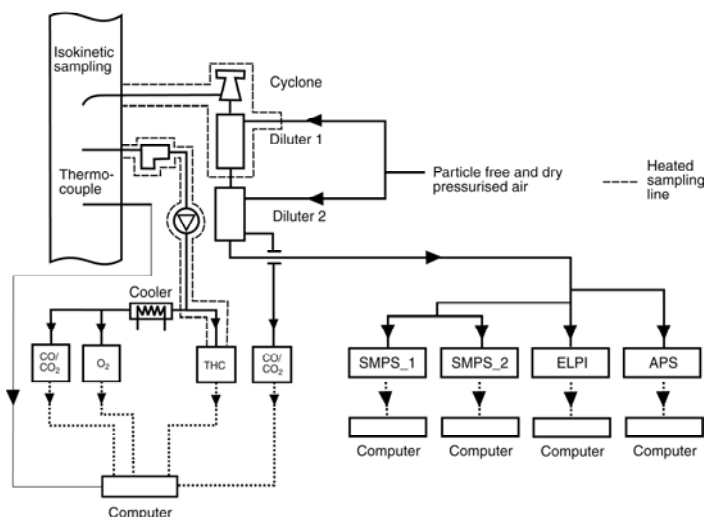 Isokinetic
sampling
Cyclone
Diluter 1
Thermo-
couple
Particle free and dry
pressurised air
Heated
sampling
line
Diluter 2
Cooler
CO/
CO₂
O₂
THC
CO/
CO₂
SMPS_1
SMPS_2
ELPI
APS
Computer
Computer
Computer
Computer
Computer